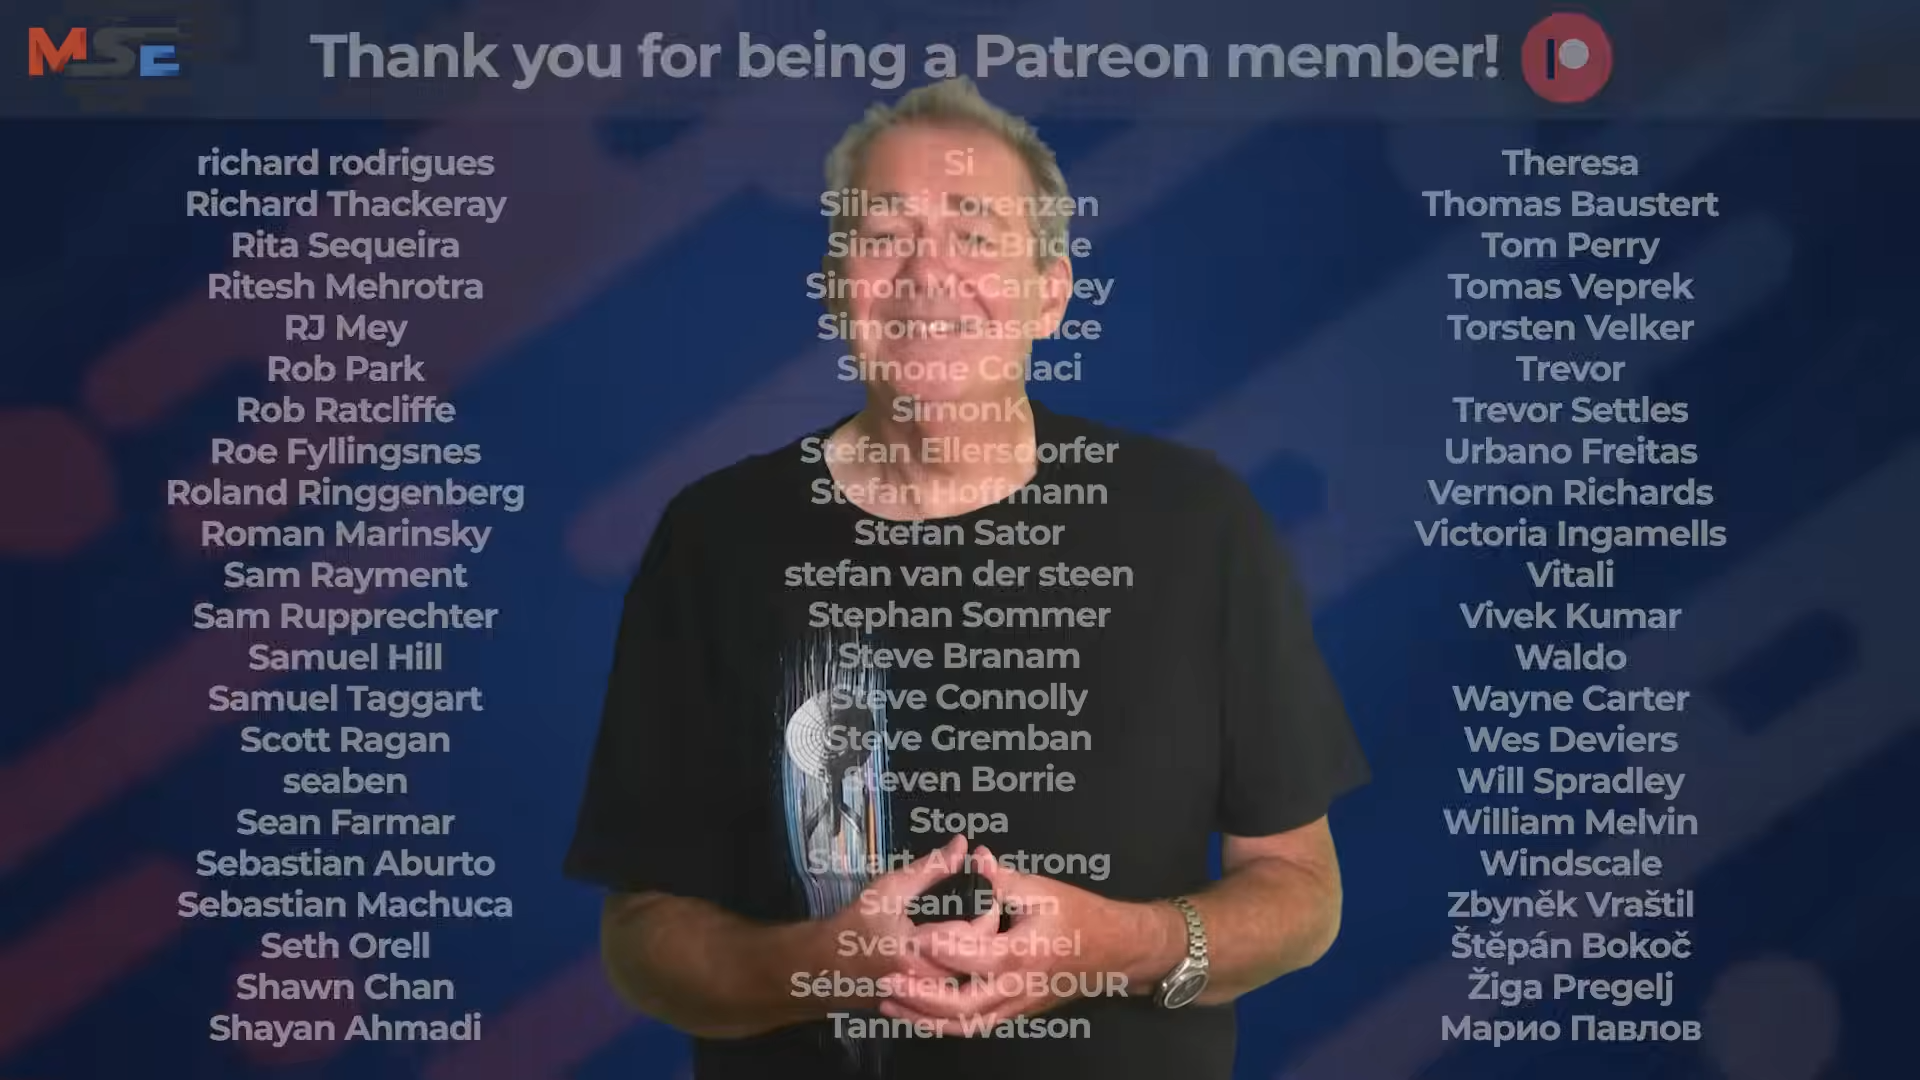 MSE
Thank you for being a Patreon member!
richard rodrigues
Richard Thackeray
Rita Sequeira
Ritesh Mehrotra
RJ Mey
Rob Park
Rob Ratcliffe
Roe Fyllingsnes
Roland Ringgenberg
Roman Marinsky
Sam Rayment
Sam Rupprechter
Samuel Hill
Samuel Taggart
Scott Ragan
seaben
Sean Farmar
Sebastian Aburto
Sebastian Machuca
Seth Orell
Shawn Chan
Shayan Ahmadi
Si
Siilarsi Lorenzen
Simon McBride
Simon McCartney
Simone Baselice
Simone Colaci
SimonK
Stefan Ellersdorfer
Stefan Hoffmann
Stefan Sator
stefan van der steen
Stephan Sommer
Steve Branam
Steve Connolly
Steve Gremban
Steven Borrie
Stopa
Stuart Armstrong
Susan Elam
Sven Herschel
Sébastien NOBOUR
Tanner Watson
Theresa
Thomas Baustert
Tom Perry
Tomas Veprek
Torsten Velker
Trevor
Trevor Settles
Urbano Freitas
Vernon Richards
Victoria Ingamells
Vitali
Vivek Kumar
Waldo
Wayne Carter
Wes Deviers
Will Spradley
William Melvin
Windscale
Zbyněk Vraštil
Štěpán Bokoč
Žiga Pregelj
Марио Павлов